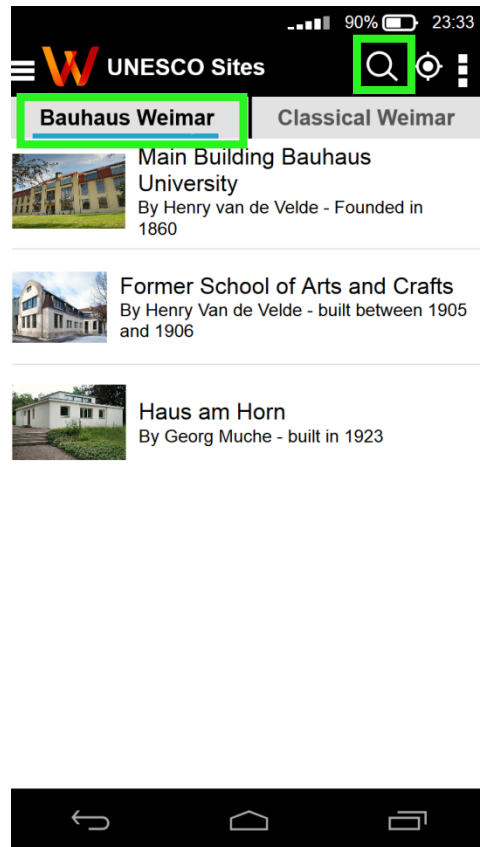 90% 23:33
UNESCO Sites
Bauhaus Weimar Classical Weimar
Main Building Bauhaus
University
By Henry van de Velde - Founded in
1860
Former School of Arts and Crafts
By Henry Van de Velde - built between 1905
and 1906
Haus am Horn
By Georg Muche - built in 1923